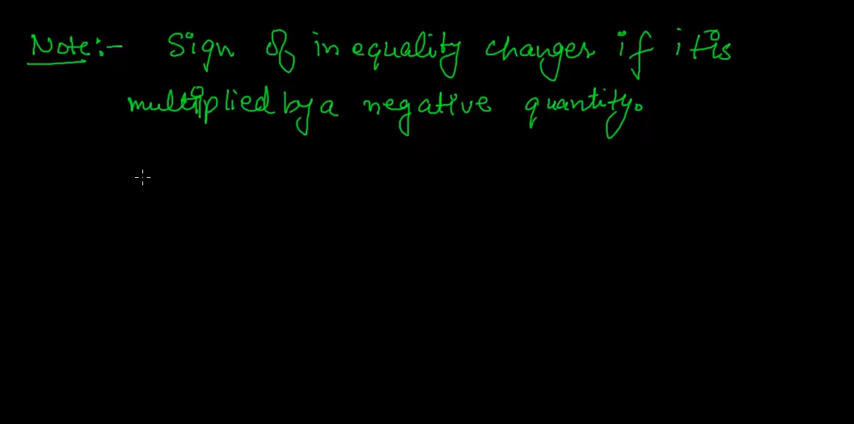 Note:- Sign of inequality changes if it is
multiplied by a negative quantity.